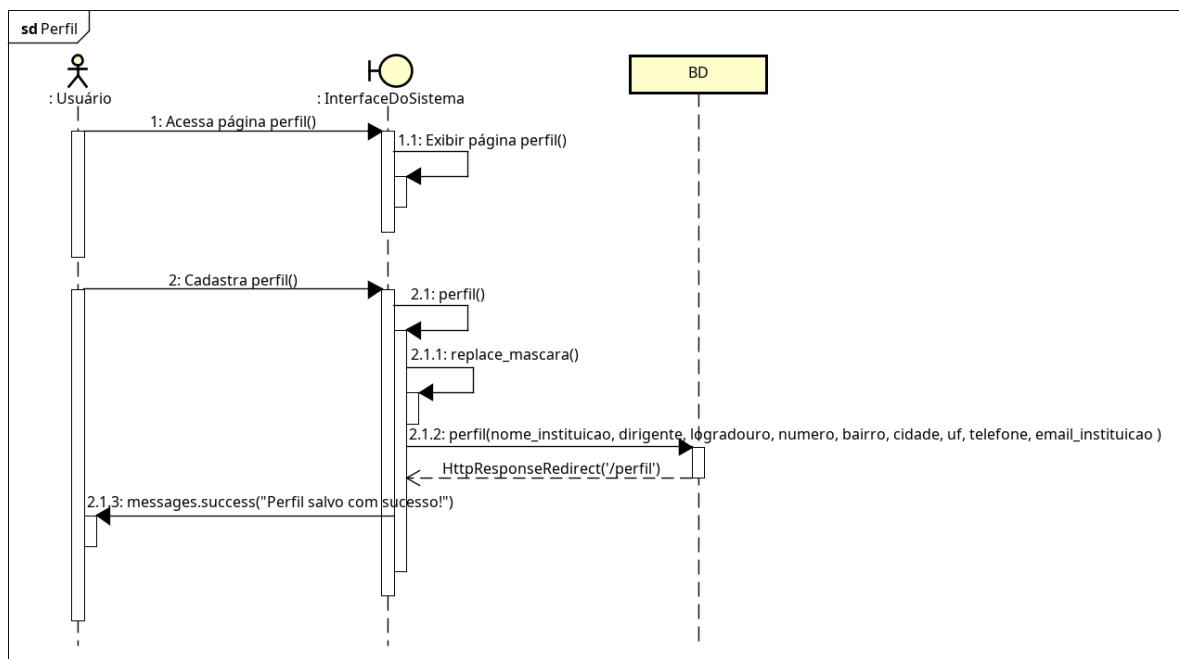 sd Perfil
: Usuário
: InterfaceDoSistema
BD
1: Acessa página perfil()
1.1: Exibir página perfil()
2: Cadastra perfil()
2.1: perfil()
2.1.1: replace_mascara()
2.1.2: perfil(nome_instituicao, dirigente, logradouro, numero, bairro, cidade, uf, telefone, email_instituicao )
HttpResponseRedirect('/perfil')
2.1.3: messages.success("Perfil salvo com sucesso!")